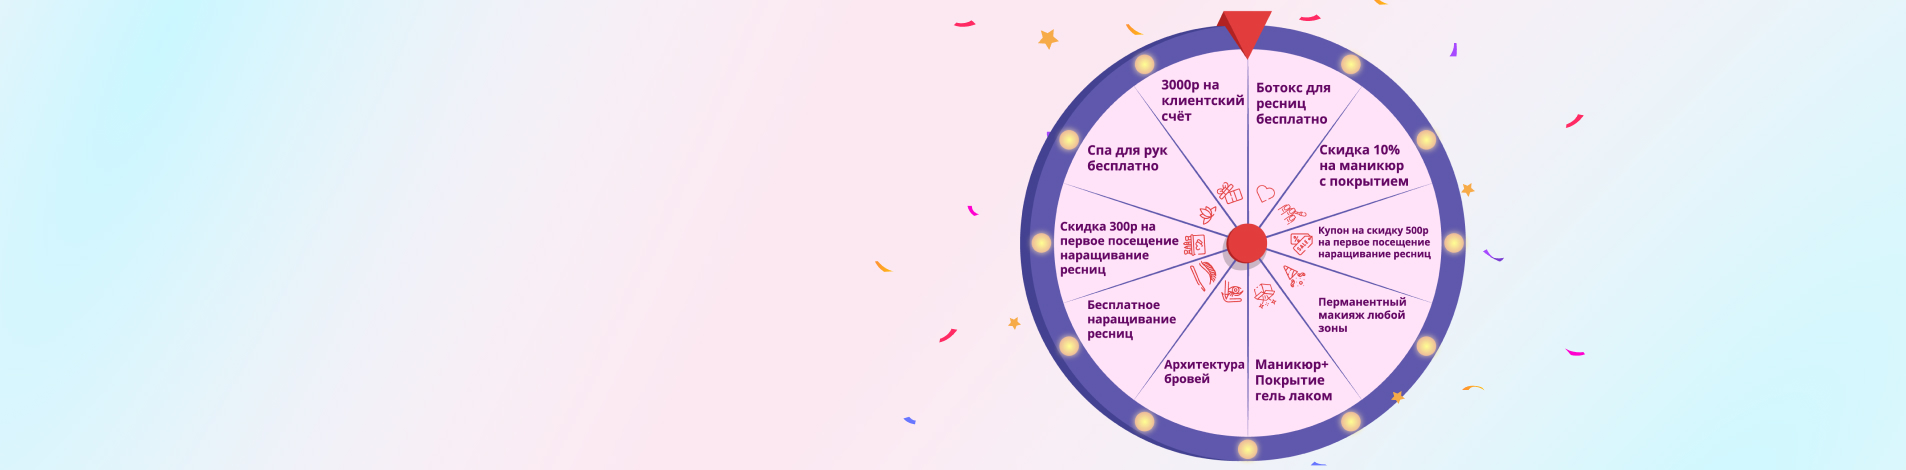 3000р на
клиентский
счёт
Ботокс для
ресниц
бесплатно
Скидка 10%
на маникюр
с покрытием
Купон на скидку 500р
на первое посещение
наращивание ресниц
Перманентный
макияж любой
зоны
Маникюр+
Покрытие
гель лаком
Архитектура
бровей
Бесплатное
наращивание
ресниц
Скидка 300р на
первое посещение
наращивание
ресниц
Спа для рук
бесплатно